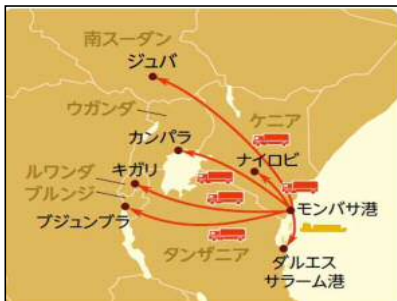 南スーダン
ジュバ
ウガンダ
ケニア
カンパラ
ナイロビ
ルワンダ
キガリ
ブルンジ
ブジュンブラ
モンバサ港
タンザニア
ダルエス
サラーム港